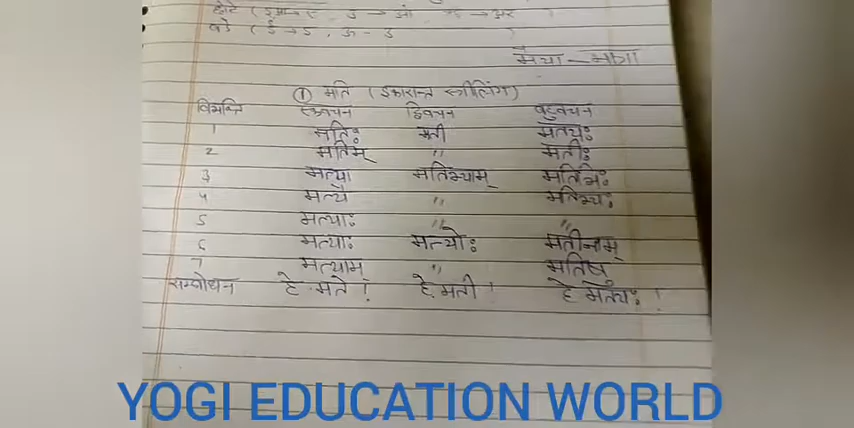 ① मति (इकारान्त स्त्रीलिंग)
विभक्ति एकवचन द्विवचन बहुवचन
1 मतिः मती मतयः
2 मतिम् " मतीः
3 मत्या मतिभ्याम् मतिभिः
4 मत्यै " मतिभ्यः
5 मत्याः " "
6 मत्याः मत्योः मतीनाम्
7 मत्याम् " मतिषु
सम्बोधन हे मते ! हे मती ! हे मतयः !
YOGI EDUCATION WORLD